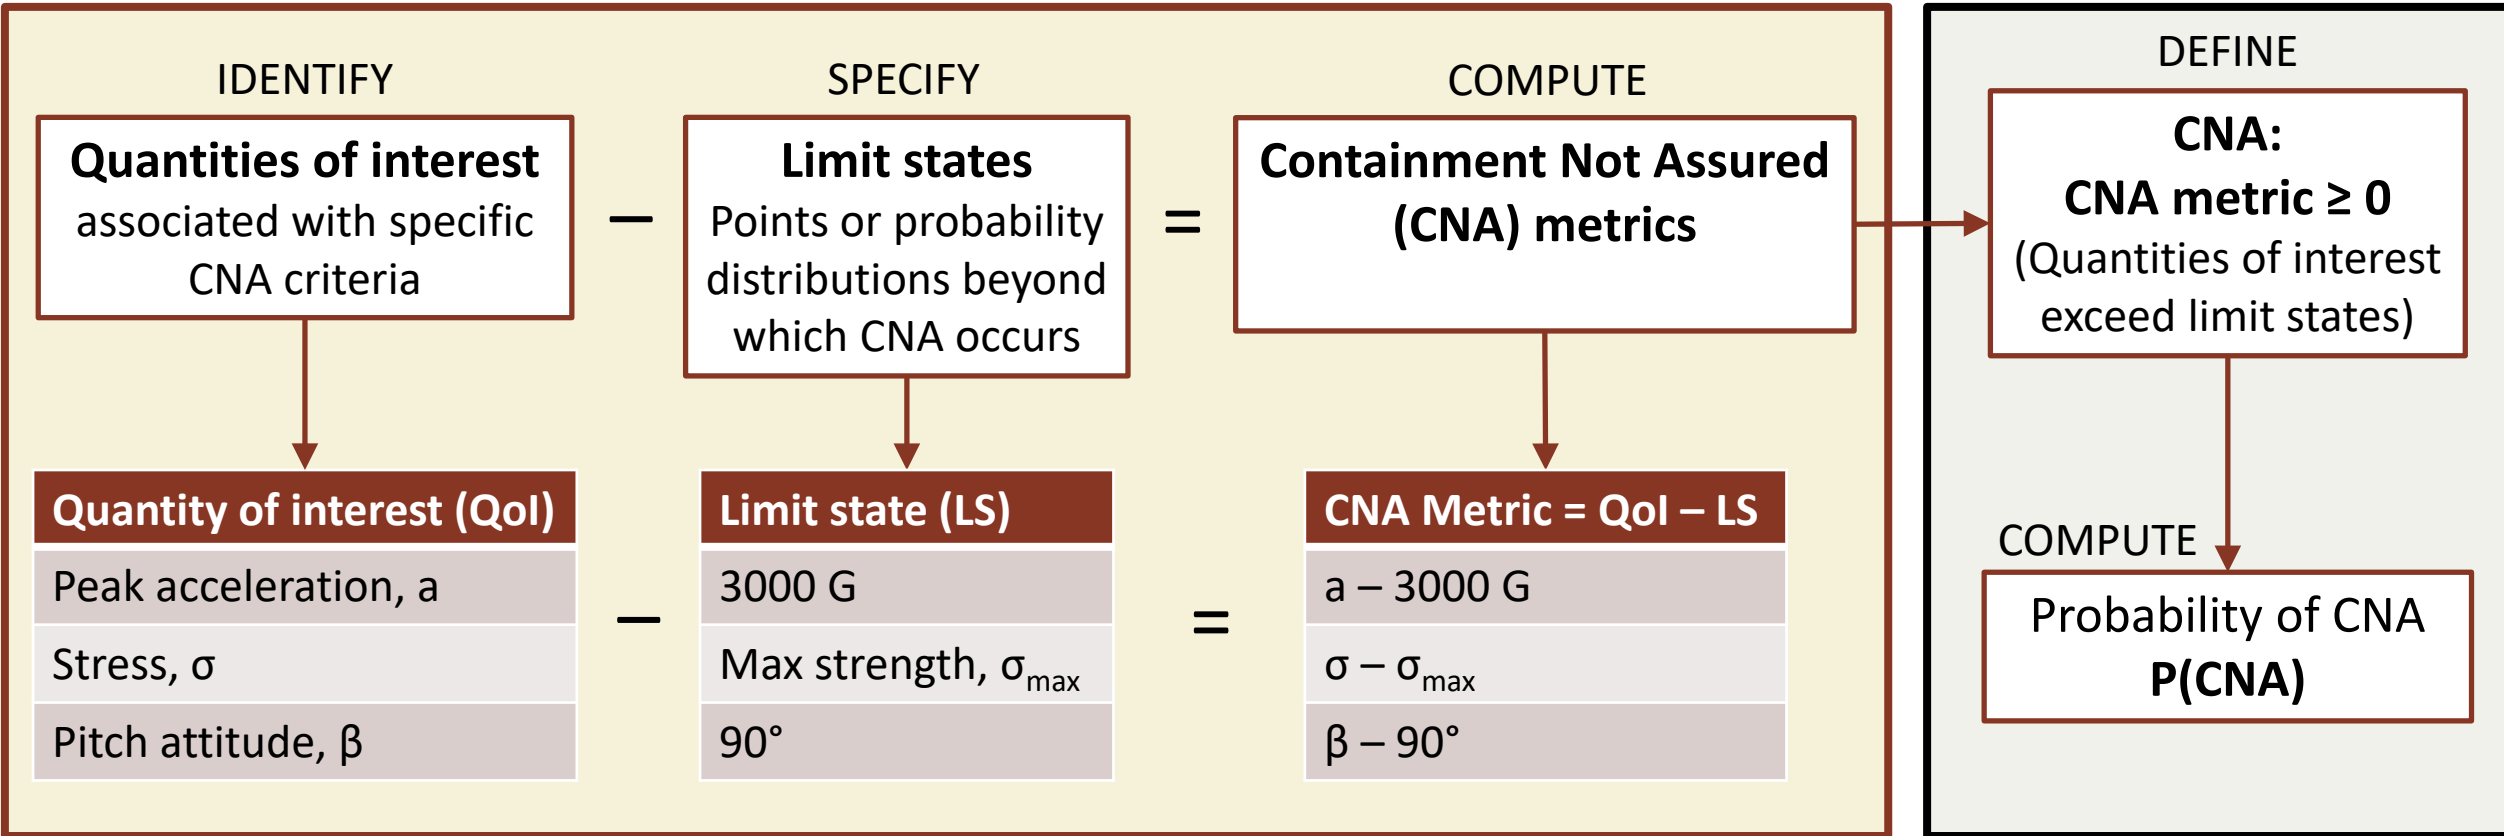 IDENTIFY
Quantities of interest
associated with specific
CNA criteria
–
SPECIFY
Limit states
Points or probability
distributions beyond
which CNA occurs
=
COMPUTE
Containment Not Assured
(CNA) metrics
DEFINE
CNA:
CNA metric ≥ 0
(Quantities of interest
exceed limit states)
Quantity of interest (QoI)
Peak acceleration, a
Stress, σ
Pitch attitude, β
–
Limit state (LS)
3000 G
Max strength, σmax
90°
=
CNA Metric = QoI – LS
a – 3000 G
σ – σmax
β – 90°
COMPUTE
Probability of CNA
P(CNA)